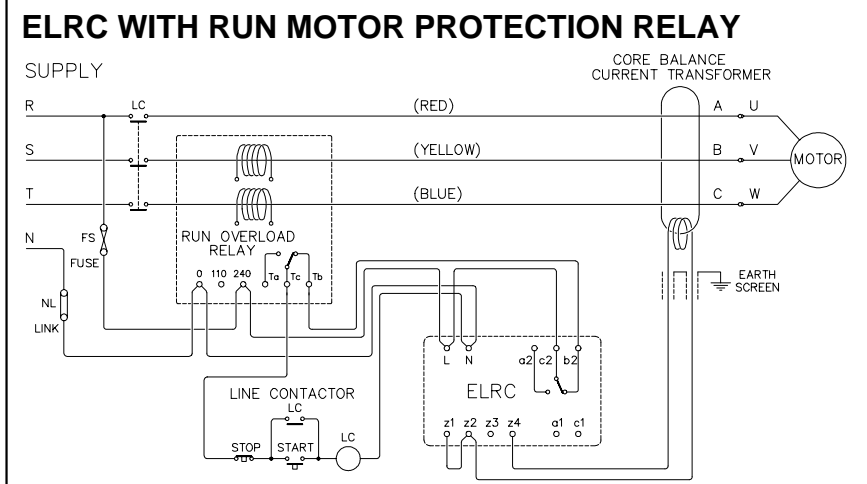 ELRC WITH RUN MOTOR PROTECTION RELAY
SUPPLY
CORE BALANCE
CURRENT TRANSFORMER
R
LC
(RED)
A
U
S
(YELLOW)
B
V
MOTOR
T
(BLUE)
C
W
N
FS
FUSE
RUN OVERLOAD
RELAY
0
110
240
Ta
Tc
Tb
EARTH
SCREEN
NL
LINK
L
N
a2
c2
b2
ELRC
LINE CONTACTOR
LC
STOP
START
LC
z1
z2
z3
z4
a1
c1